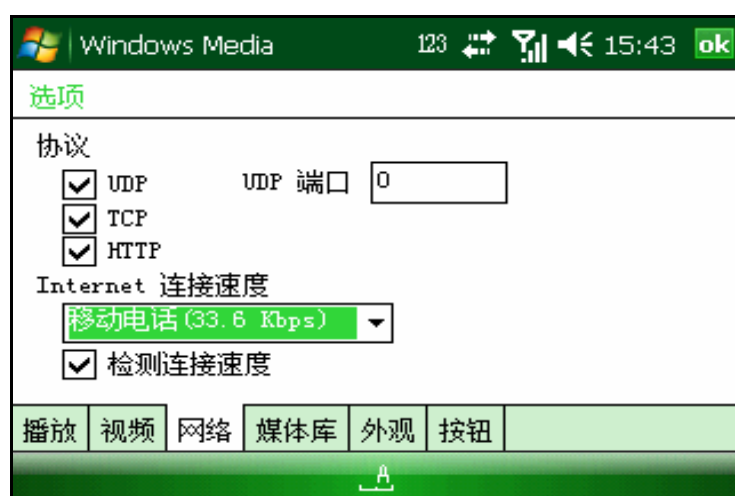 Windows Media 123 15:43 ok
选项
协议
UDP UDP 端口 0
TCP
HTTP
Internet 连接速度
移动电话(33.6 Kbps)
检测连接速度
播放 视频 网络 媒体库 外观 按钮
A